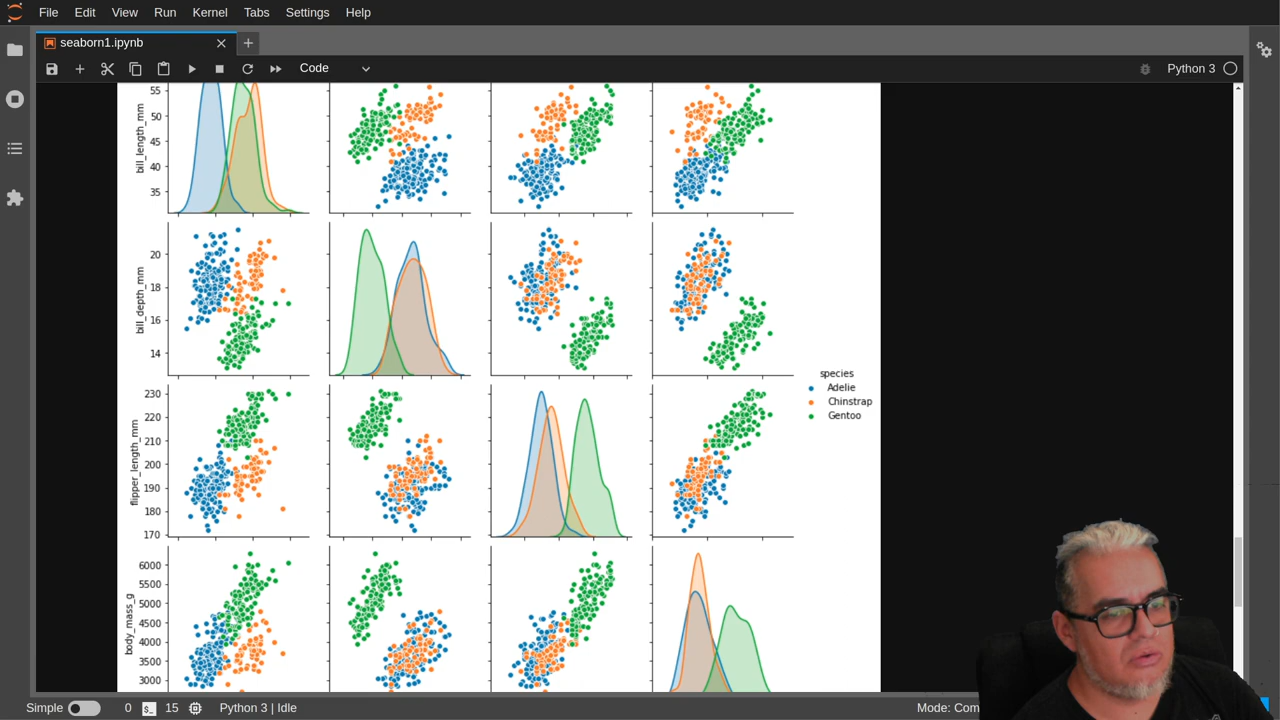 File Edit View Run Kernel Tabs Settings Help
seaborn1.ipynb
Code
Python 3
55
50
45
40
35
bill_length_mm
20
18
16
14
bill_depth_mm
species
Adelie
Chinstrap
Gentoo
230
220
210
200
190
180
170
flipper_length_mm
6000
5500
5000
4500
4000
3500
3000
body_mass_g
Simple 0 $_ 15 Python 3 | Idle Mode: Com